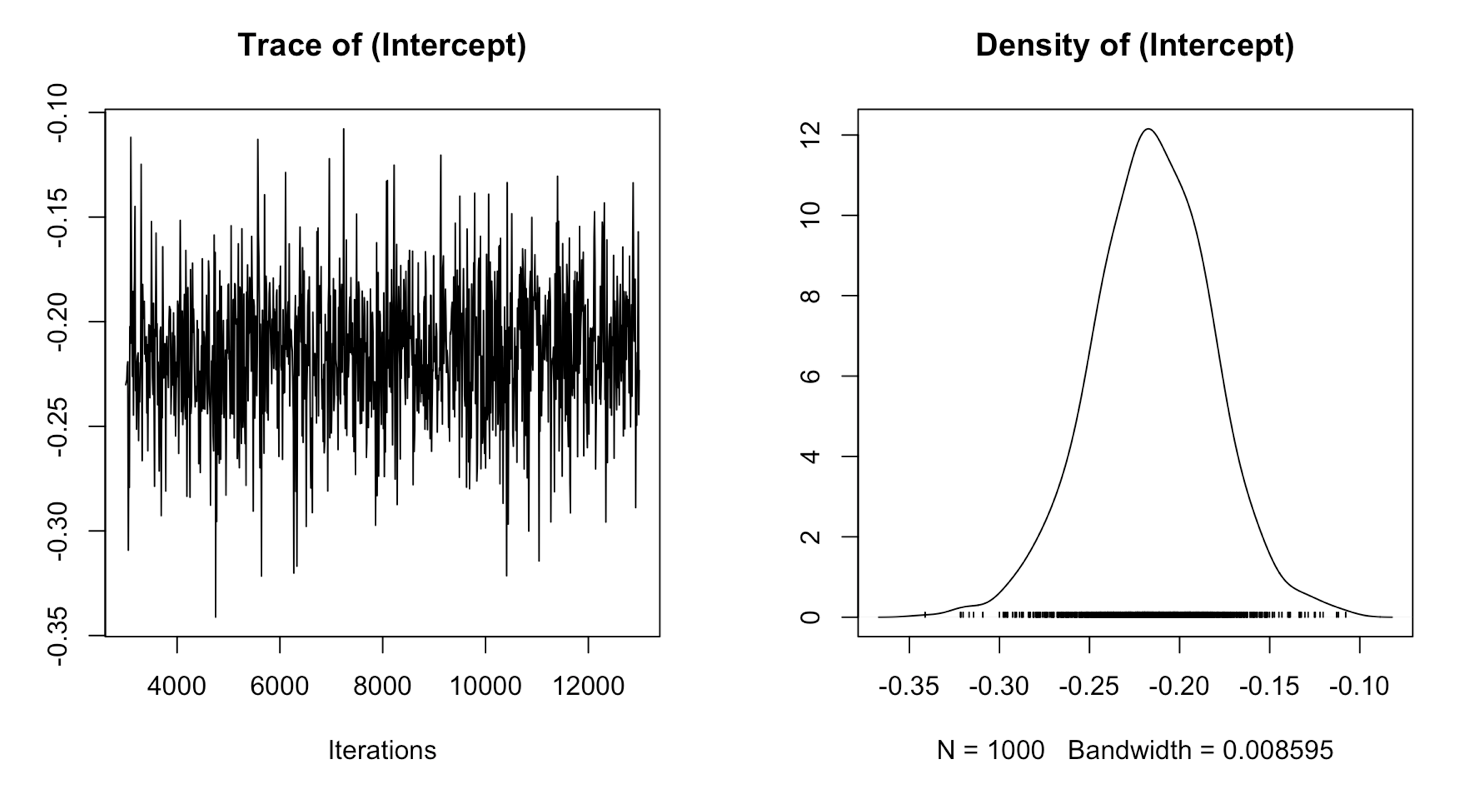 Trace of (Intercept)
-0.10
-0.15
-0.20
-0.25
-0.30
-0.35
4000 6000 8000 10000 12000
Iterations
Density of (Intercept)
12
10
8
6
4
2
0
-0.35 -0.30 -0.25 -0.20 -0.15 -0.10
N = 1000 Bandwidth = 0.008595